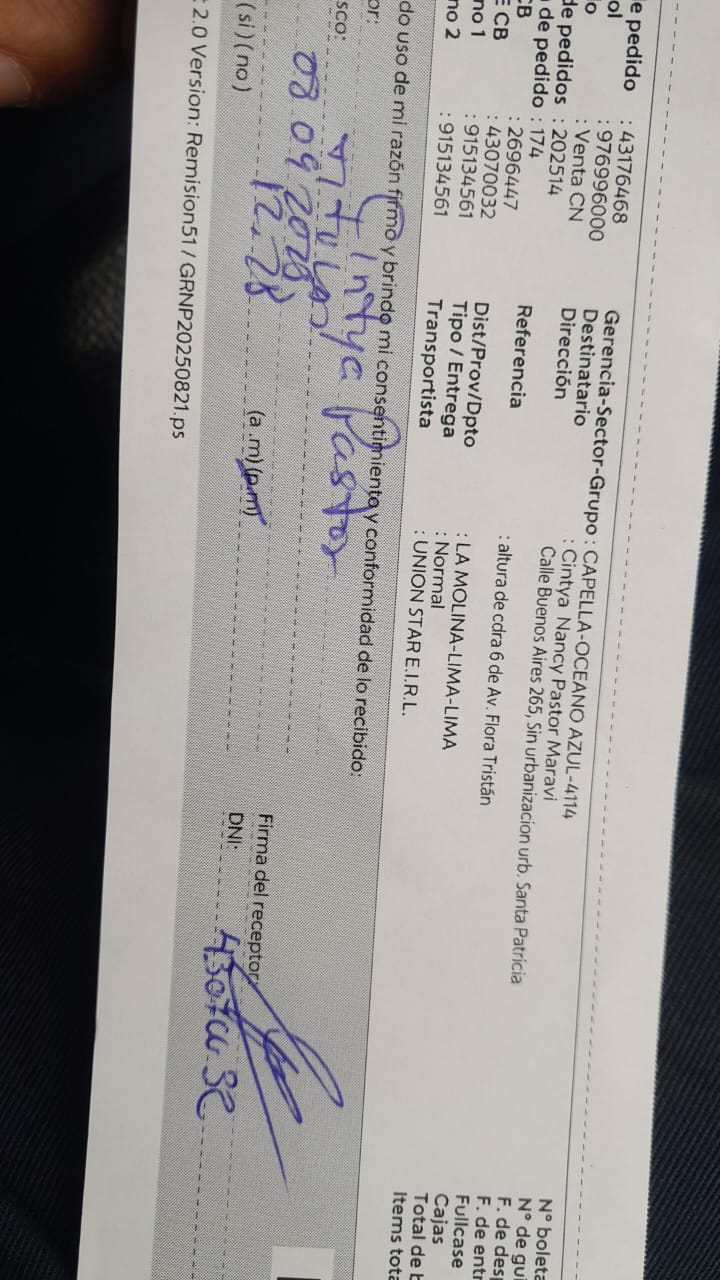 e pedido : 43176468
ol : 976996000
o : Venta CN
de pedidos : 202514
de pedido : 174
CB : 2696447
E CB : 43070032
no 1 : 915134561
no 2 : 915134561
Gerencia-Sector-Grupo : CAPELLA-OCEANO AZUL-4114
Destinatario : Cintya Nancy Pastor Maravi
Dirección Calle Buenos Aires 265, Sin urbanizacion urb. Santa Patricia
Referencia : altura de cdra 6 de Av. Flora Tristán
Dist/Prov/Dpto : LA MOLINA-LIMA-LIMA
Tipo / Entrega : Normal
Transportista : UNION STAR E.I.R.L.
N° boleta
N° de gui
F. de des
F. de entr
Fullcase
Cajas
Total de b
Items tota
do uso de mi razón firmo y brindo mi consentimiento y conformidad de lo recibido:
or: Cintya Pastor
sco: Titular
08 09
12:28 (a .m) (p.m)
( si ) ( no )
Firma del receptor:
DNI:
2.0 Version: Remision51 / GRNP20250821.ps